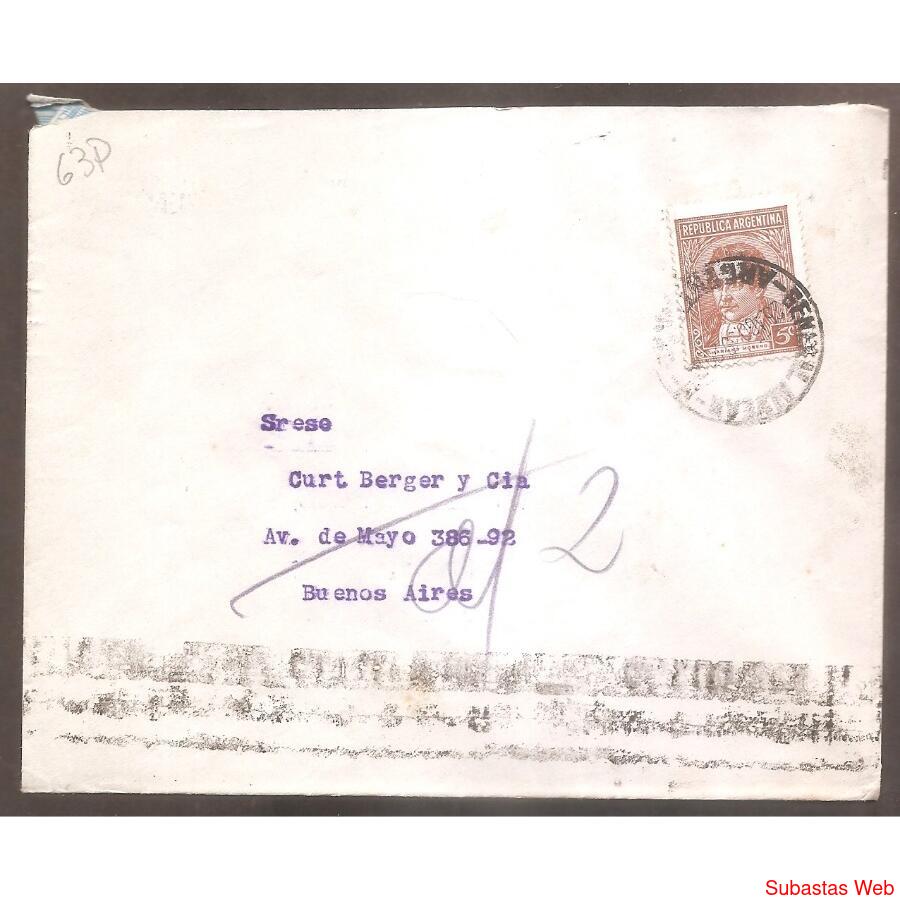 63P
REPUBLICA ARGENTINA
5c
MARIANO MORENO
Srese
Curt Berger y Cia
Av. de Mayo 386-92
Buenos Aires
2
Subastas Web